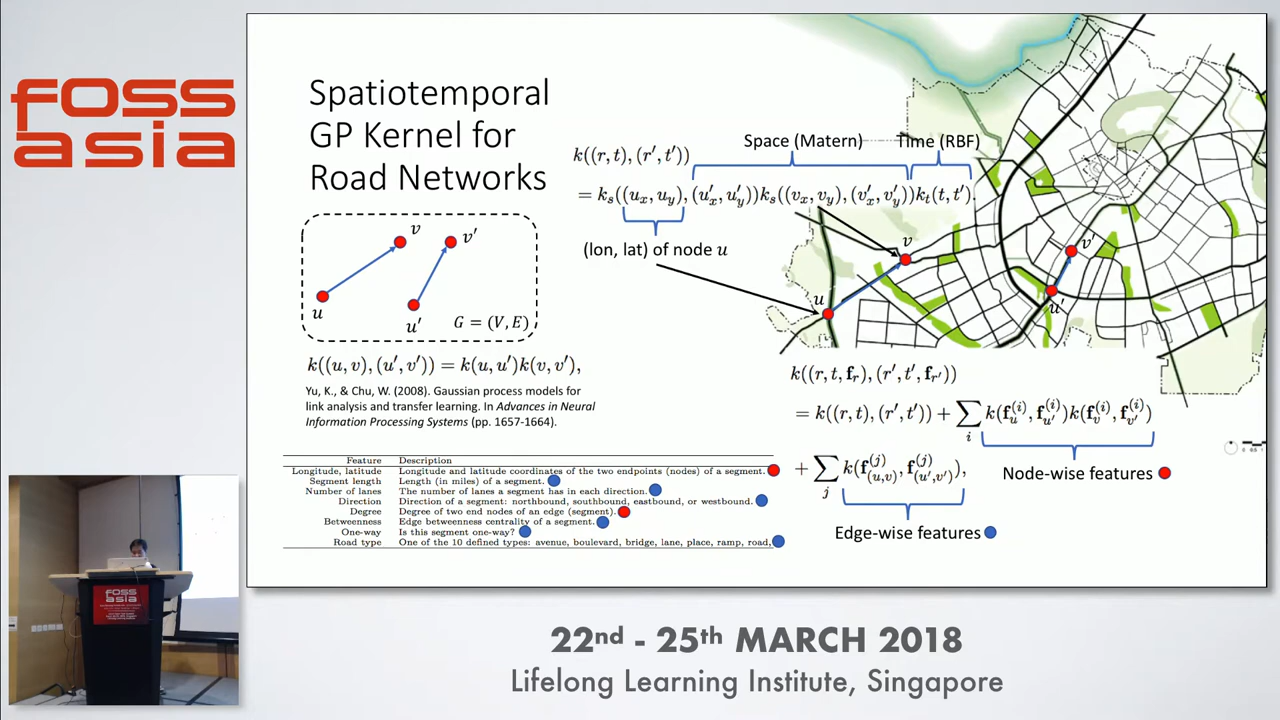 foss
asia
Spatiotemporal
GP Kernel for
Road Networks
v
v'
u
u'
G = (V, E)
k((u, v), (u', v')) = k(u, u')k(v, v'),
Yu, K., & Chu, W. (2008). Gaussian process models for
link analysis and transfer learning. In Advances in Neural
Information Processing Systems (pp. 1657-1664).
Space (Matern)
Time (RBF)
k((r, t), (r', t'))
= k_s((u_x, u_y), (u'_x, u'_y))k_s((v_x, v_y), (v'_x, v'_y))k_t(t, t').
(lon, lat) of node u
v
v'
u
u'
k((r, t, f_r), (r', t', f_{r'}))
= k((r, t), (r', t')) + ∑_i k(f_u^{(i)}, f_{u'}^{(i)})k(f_v^{(i)}, f_{v'}^{(i)})
+ ∑_j k(f_{(u,v)}^{(j)}, f_{(u',v')}^{(j)}),
Node-wise features
Edge-wise features
Feature Description
Longitude, latitude Longitude and latitude coordinates of the two endpoints (nodes) of a segment.
Segment length Length (in miles) of a segment.
Number of lanes The number of lanes a segment has in each direction.
Direction Direction of a segment: northbound, southbound, eastbound, or westbound.
Degree Degree of two end nodes of an edge (segment).
Betweenness Edge betweenness centrality of a segment.
One-way Is this segment one-way?
Road type One of the 10 defined types: avenue, boulevard, bridge, lane, place, ramp, road,
foss
asia
22nd - 25th MARCH 2018
Lifelong Learning Institute, Singapore